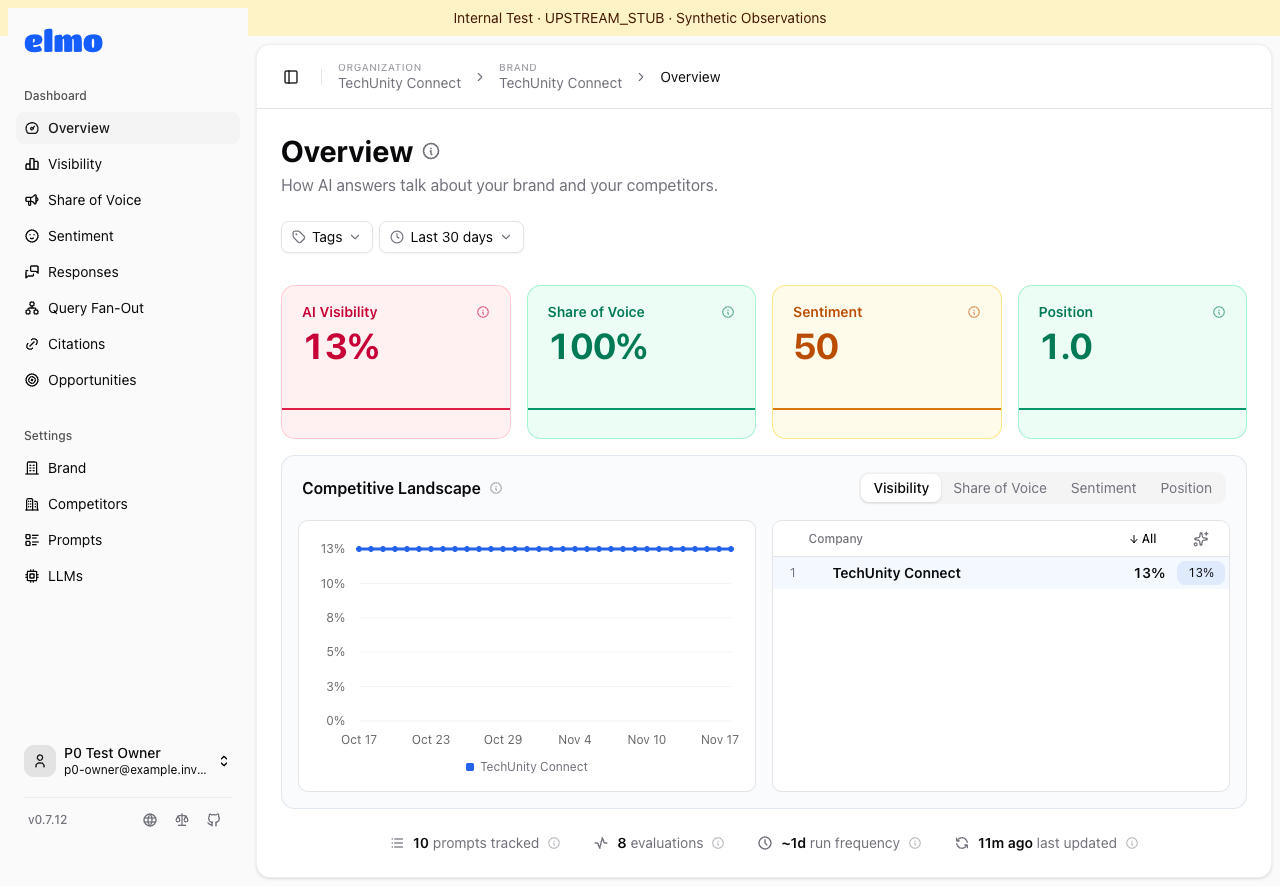 Internal Test · UPSTREAM_STUB · Synthetic Observations
elmo
Dashboard
Overview
Visibility
Share of Voice
Sentiment
Responses
Query Fan-Out
Citations
Opportunities
Settings
Brand
Competitors
Prompts
LLMs
P0 Test Owner
p0-owner@example.inv...
v0.7.12
ORGANIZATION
TechUnity Connect
BRAND
TechUnity Connect
Overview
Overview
How AI answers talk about your brand and your competitors.
Tags
Last 30 days
AI Visibility
13%
Share of Voice
100%
Sentiment
50
Position
1.0
Competitive Landscape
Visibility Share of Voice Sentiment Position
13%
10%
8%
5%
3%
0%
Oct 17 Oct 23 Oct 29 Nov 4 Nov 10 Nov 17
TechUnity Connect
Company ↓ All
1 TechUnity Connect 13% 13%
10 prompts tracked 8 evaluations ~1d run frequency 11m ago last updated